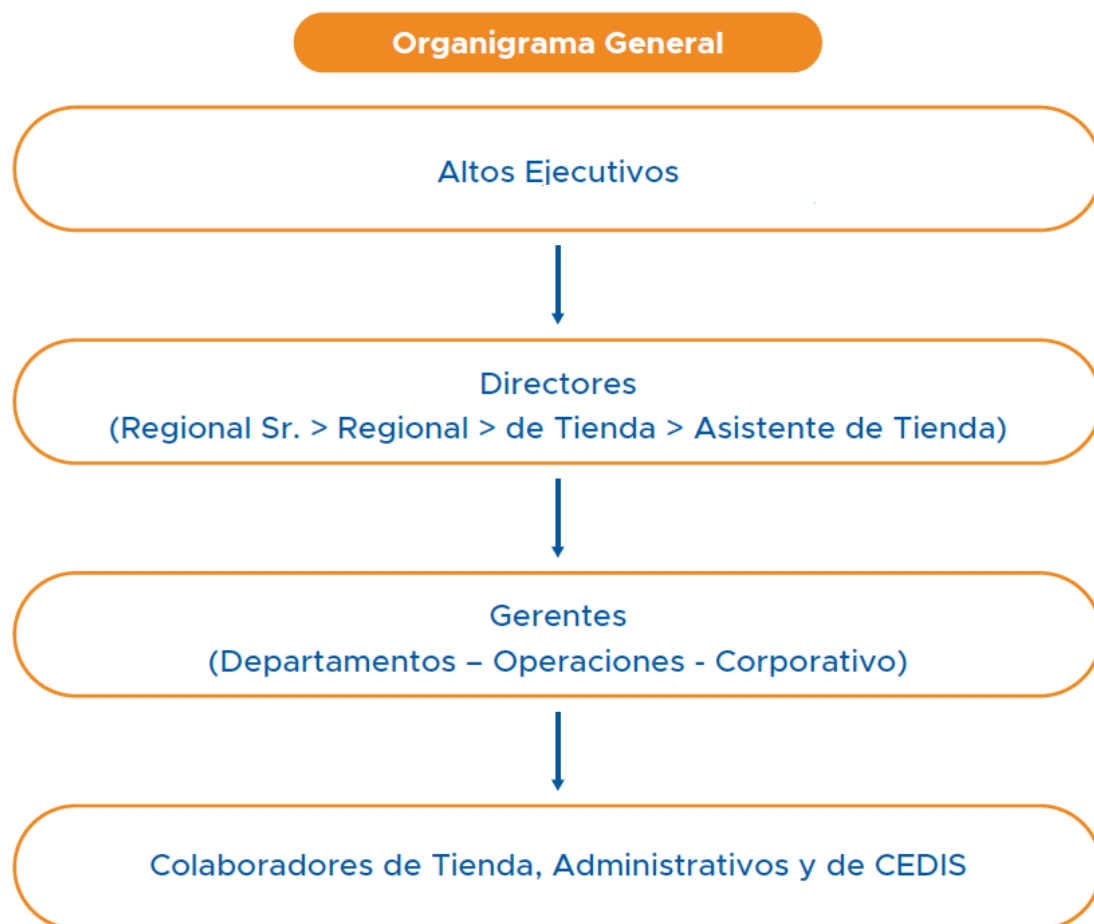 Organigrama General
Altos Ejecutivos
Directores
(Regional Sr. > Regional > de Tienda > Asistente de Tienda)
Gerentes
(Departamentos – Operaciones - Corporativo)
Colaboradores de Tienda, Administrativos y de CEDIS